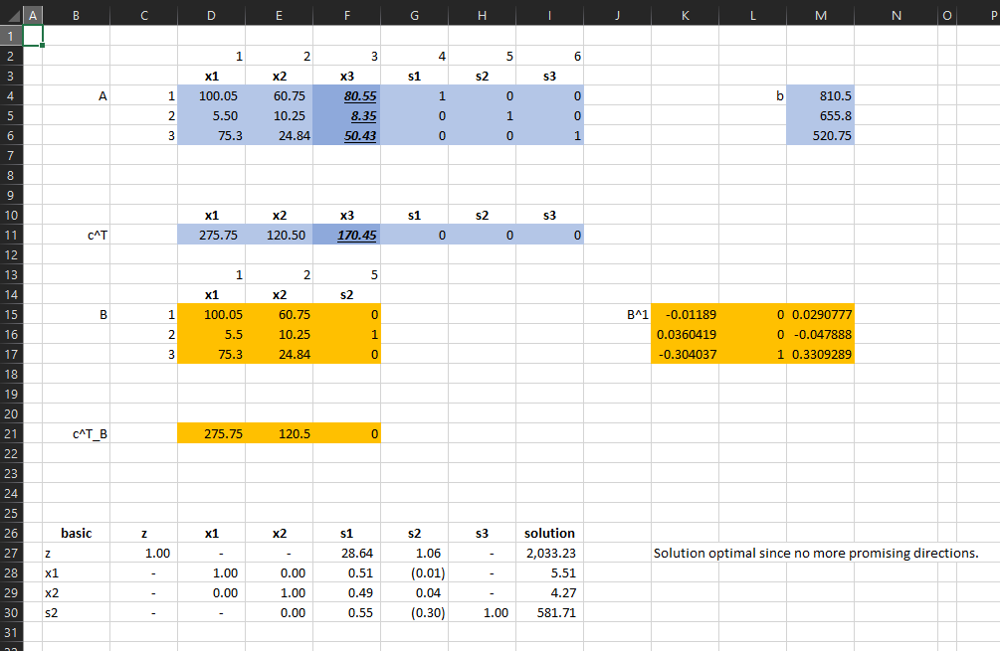 A B C D E F G H I J K L M N O P
1
2 1 2 3 4 5 6
3 x1 x2 x3 s1 s2 s3
4 A 1 100.05 60.75 80.55 1 0 0 b 810.5
5 2 5.50 10.25 8.35 0 1 0 655.8
6 3 75.3 24.84 50.43 0 0 1 520.75
7
8
9
10 x1 x2 x3 s1 s2 s3
11 c^T 275.75 120.50 170.45 0 0 0
12
13 1 2 5
14 x1 x2 s2
15 B 1 100.05 60.75 0 B^1 -0.01189 0 0.0290777
16 2 5.5 10.25 1 0.0360419 0 -0.047888
17 3 75.3 24.84 0 -0.304037 1 0.3309289
18
19
20
21 c^T_B 275.75 120.5 0
22
23
24
25
26 basic z x1 x2 s1 s2 s3 solution
27 z 1.00 - - 28.64 1.06 - 2,033.23 Solution optimal since no more promising directions.
28 x1 - 1.00 0.00 0.51 (0.01) - 5.51
29 x2 - 0.00 1.00 0.49 0.04 - 4.27
30 s2 - - 0.00 0.55 (0.30) 1.00 581.71
31